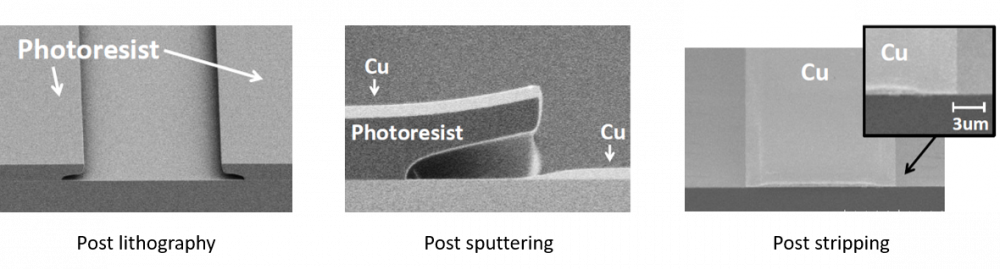 Photoresist
Cu
Photoresist
Cu
Cu
Cu
3um
Post lithography
Post sputtering
Post stripping